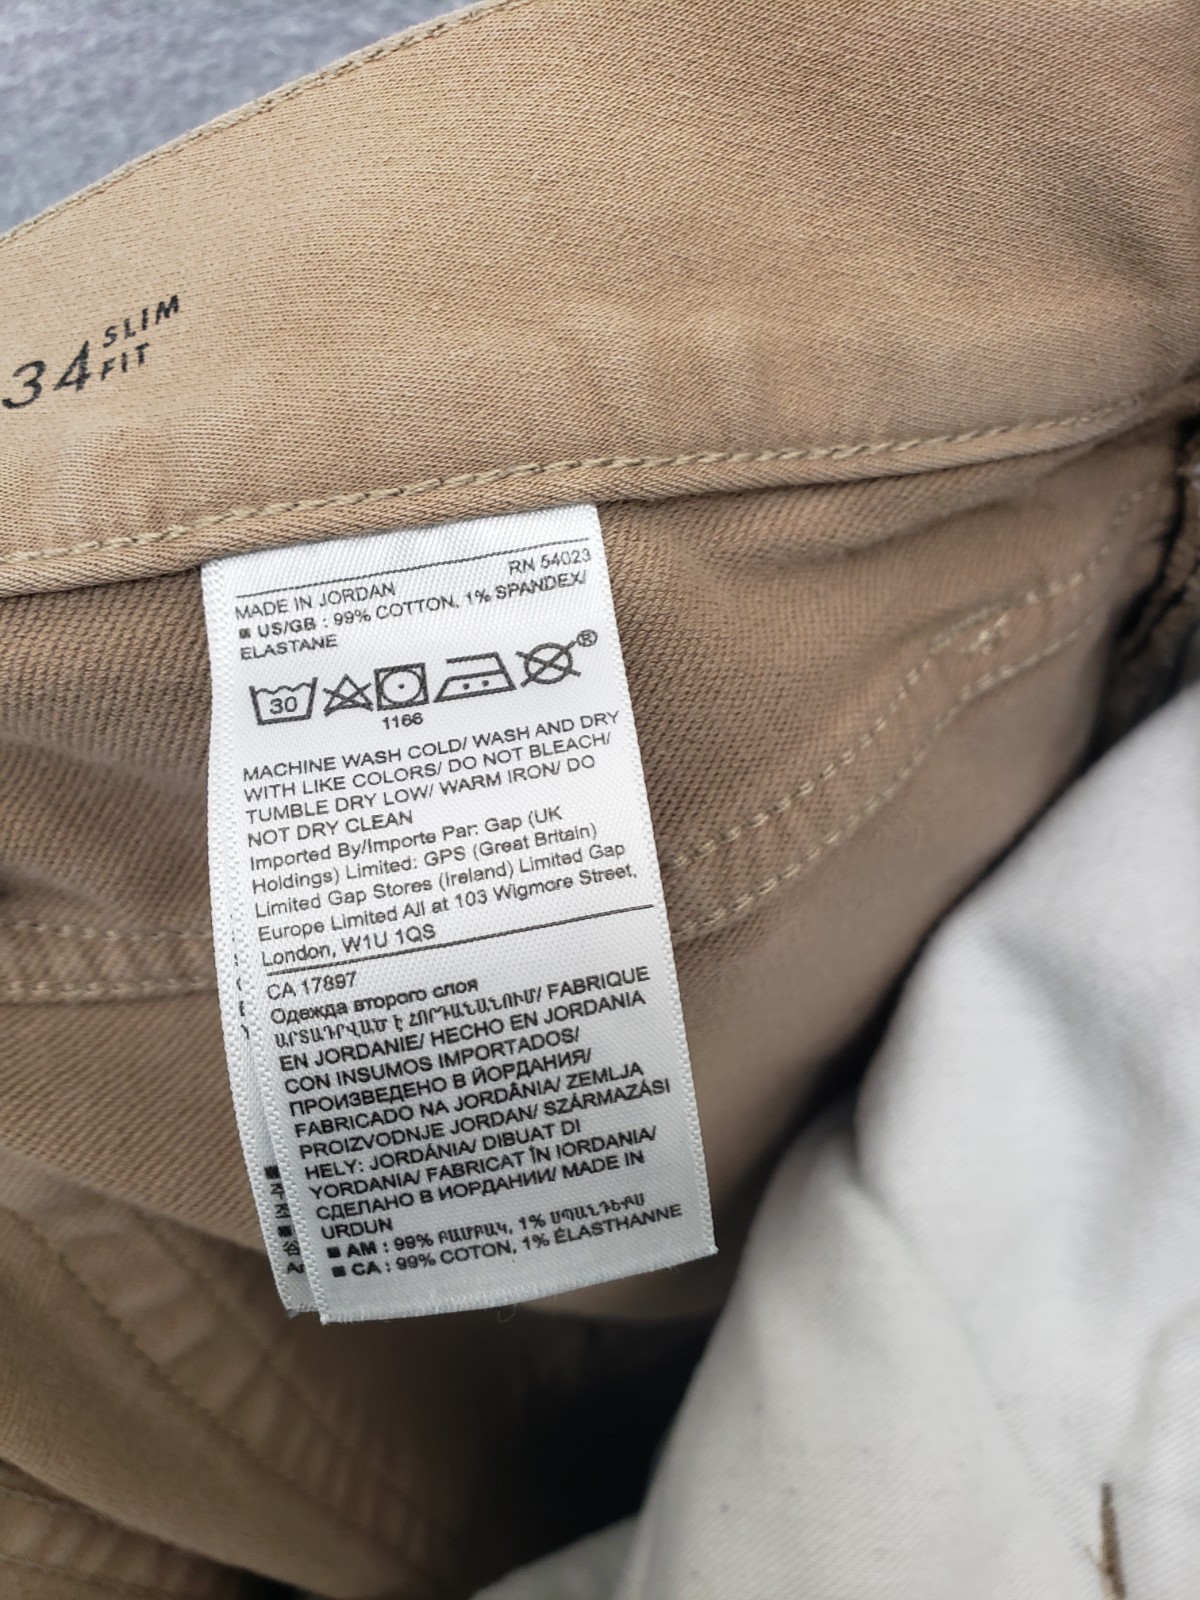 34 SLIM
FIT
RN 54023
MADE IN JORDAN
■ US/GB : 99% COTTON, 1% SPANDEX/
ELASTANE
30
®
1166
MACHINE WASH COLD/ WASH AND DRY
WITH LIKE COLORS/ DO NOT BLEACH/
TUMBLE DRY LOW/ WARM IRON/ DO
NOT DRY CLEAN
Imported By/Importe Par: Gap (UK
Holdings) Limited: GPS (Great Britain)
Limited Gap Stores (Ireland) Limited Gap
Europe Limited All at 103 Wigmore Street,
London, W1U 1QS
CA 17897
Одежда второго слоя
ԱՐՏԱԴՐՎԱԾ Է ՀՈՐԴԱՆԱՆՈՒՄ/ FABRIQUE
EN JORDANIE/ HECHO EN JORDANIA
CON INSUMOS IMPORTADOS/
ПРОИЗВЕДЕНО В ЙОРДАНИЯ/
FABRICADO NA JORDÂNIA/ ZEMLJA
PROIZVODNJE JORDAN/ SZÁRMAZÁSI
HELY: JORDÁNIA/ DIBUAT DI
YORDANIA/ FABRICAT ÎN IORDANIA/
СДЕЛАНО В ИОРДАНИИ/ MADE IN
URDUN
■ AM : 99% ԲԱՄԲԱԿ, 1% ՍՊԱՆԴԵՔՍ
■ CA : 99% COTON, 1% ÉLASTHANNE